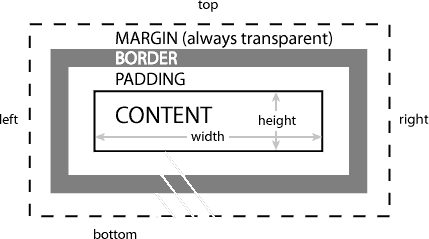 top
MARGIN (always transparent)
BORDER
PADDING
CONTENT
left
height
right
width
bottom